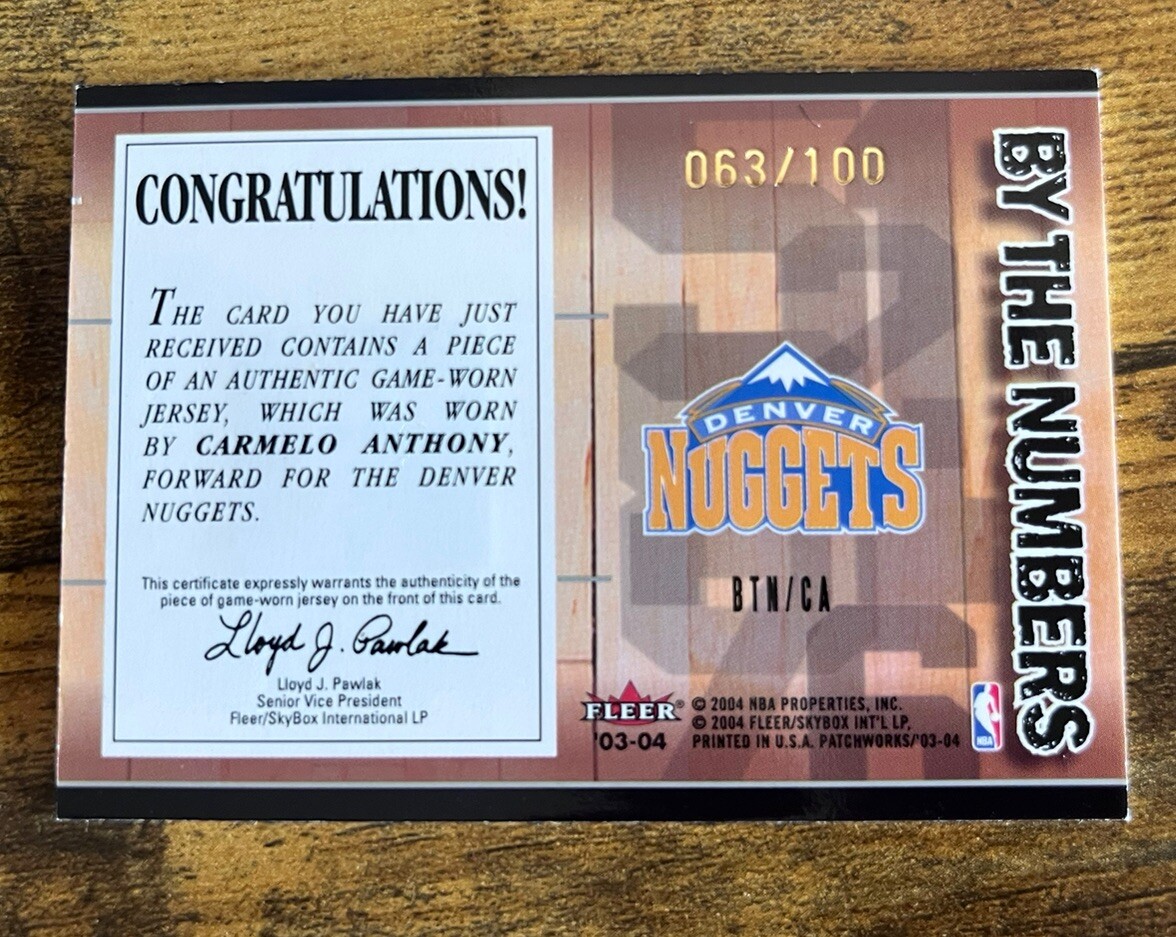 CONGRATULATIONS!
THE CARD YOU HAVE JUST
RECEIVED CONTAINS A PIECE
OF AN AUTHENTIC GAME-WORN
JERSEY, WHICH WAS WORN
BY CARMELO ANTHONY,
FORWARD FOR THE DENVER
NUGGETS.
This certificate expressly warrants the authenticity of the
piece of game-worn jersey on the front of this card.
Lloyd J. Pawlak
Lloyd J. Pawlak
Senior Vice President
Fleer/SkyBox International LP
063/100
DENVER
NUGGETS
BTN/CA
FLEER®
'03-04
© 2004 NBA PROPERTIES, INC.
© 2004 FLEER/SKYBOX INT'L LP,
PRINTED IN U.S.A. PATCHWORKS/'03-04
NBA
BY THE NUMBERS